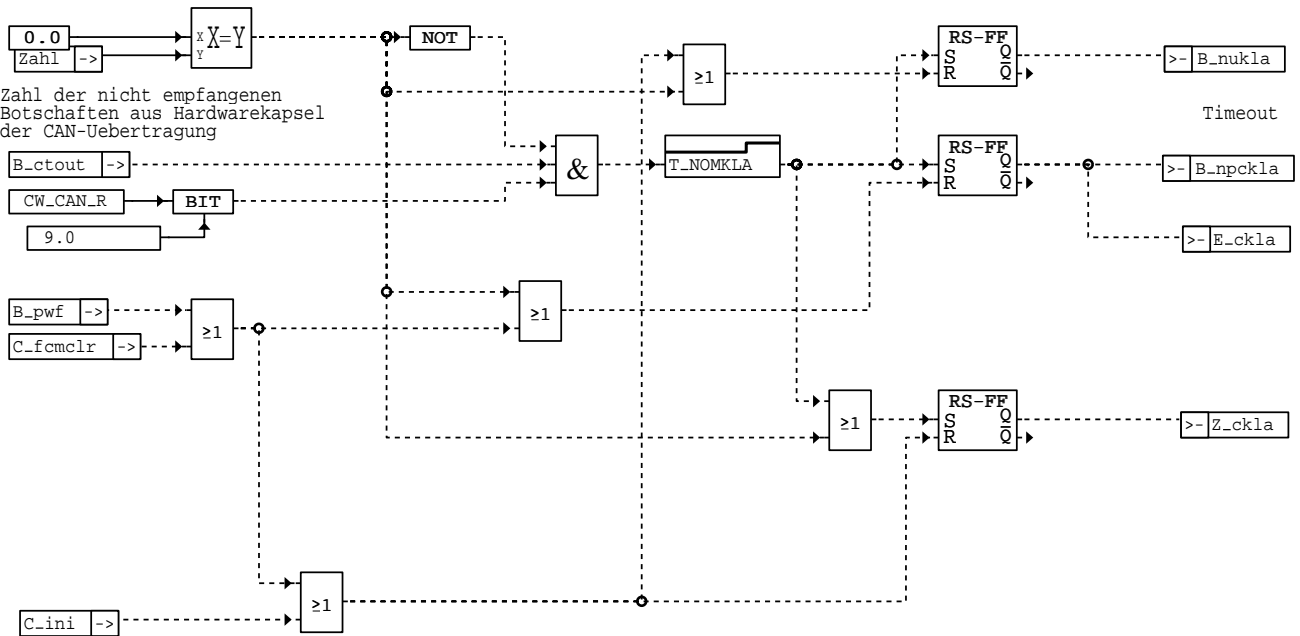 0.0
Zahl ->
X
Y
X=Y
NOT
Zahl der nicht empfangenen
Botschaften aus Hardwarekapsel
der CAN-Uebertragung
≥1
RS-FF
S Q
R Q̅
>- B_nukla
Timeout
B_ctout ->
&
T_NOMKLA
RS-FF
S Q
R Q̅
>- B_npckla
CW_CAN_R
BIT
9.0
>- E_ckla
B_pwf ->
C_fcmclr ->
≥1
≥1
≥1
RS-FF
S Q
R Q̅
>- Z_ckla
C_ini ->
≥1